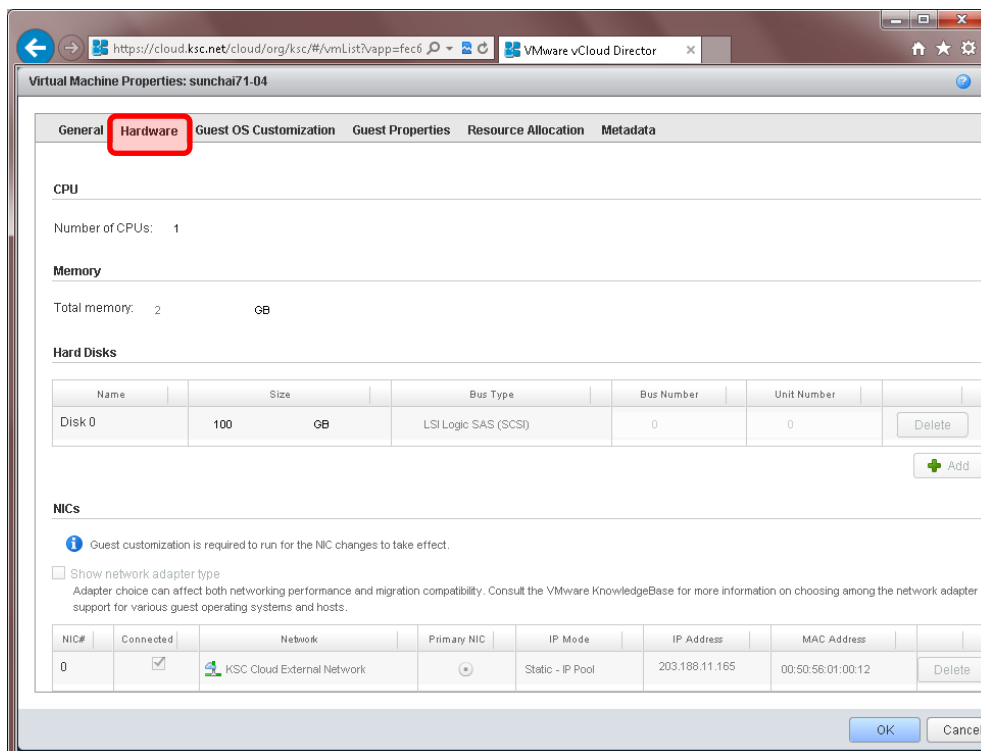 https://cloud.ksc.net/cloud/org/ksc/#/vmList?vapp=fec6
VMware vCloud Director
Virtual Machine Properties: sunchai71-04
General Hardware Guest OS Customization Guest Properties Resource Allocation Metadata
CPU
Number of CPUs: 1
Memory
Total memory: 2 GB
Hard Disks
Name Size Bus Type Bus Number Unit Number
Disk 0 100 GB LSI Logic SAS (SCSI) 0 0 Delete
Add
NICs
Guest customization is required to run for the NIC changes to take effect.
Show network adapter type
Adapter choice can affect both networking performance and migration compatibility. Consult the VMware KnowledgeBase for more information on choosing among the network adapter
support for various guest operating systems and hosts.
NIC# Connected Network Primary NIC IP Mode IP Address MAC Address
0 KSC Cloud External Network Static - IP Pool 203.188.11.165 00:50:56:01:00:12 Delete
OK Cancel